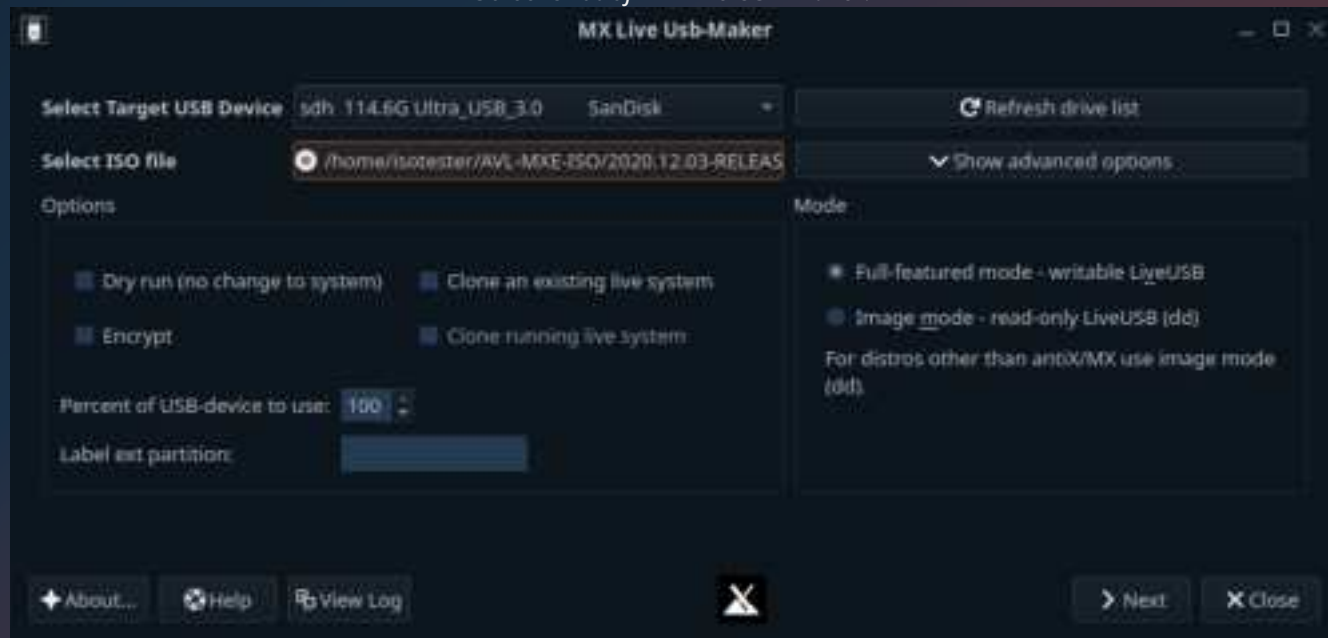 MX Live Usb-Maker
Select Target USB Device sdh 114.6G Ultra_USB_3.0 SanDisk Refresh drive list
Select ISO file /home/isotester/AVL-MXE-ISO/2020.12.03-RELEAS Show advanced options
Options Mode
Dry run (no change to system) Clone an existing live system Full-featured mode - writable LiveUSB
Encrypt Clone running live system Image mode - read-only LiveUSB (dd)
For distros other than antiX/MX use image mode
(dd).
Percent of USB-device to use: 100
Label ext partition:
About... Help View Log Next Close